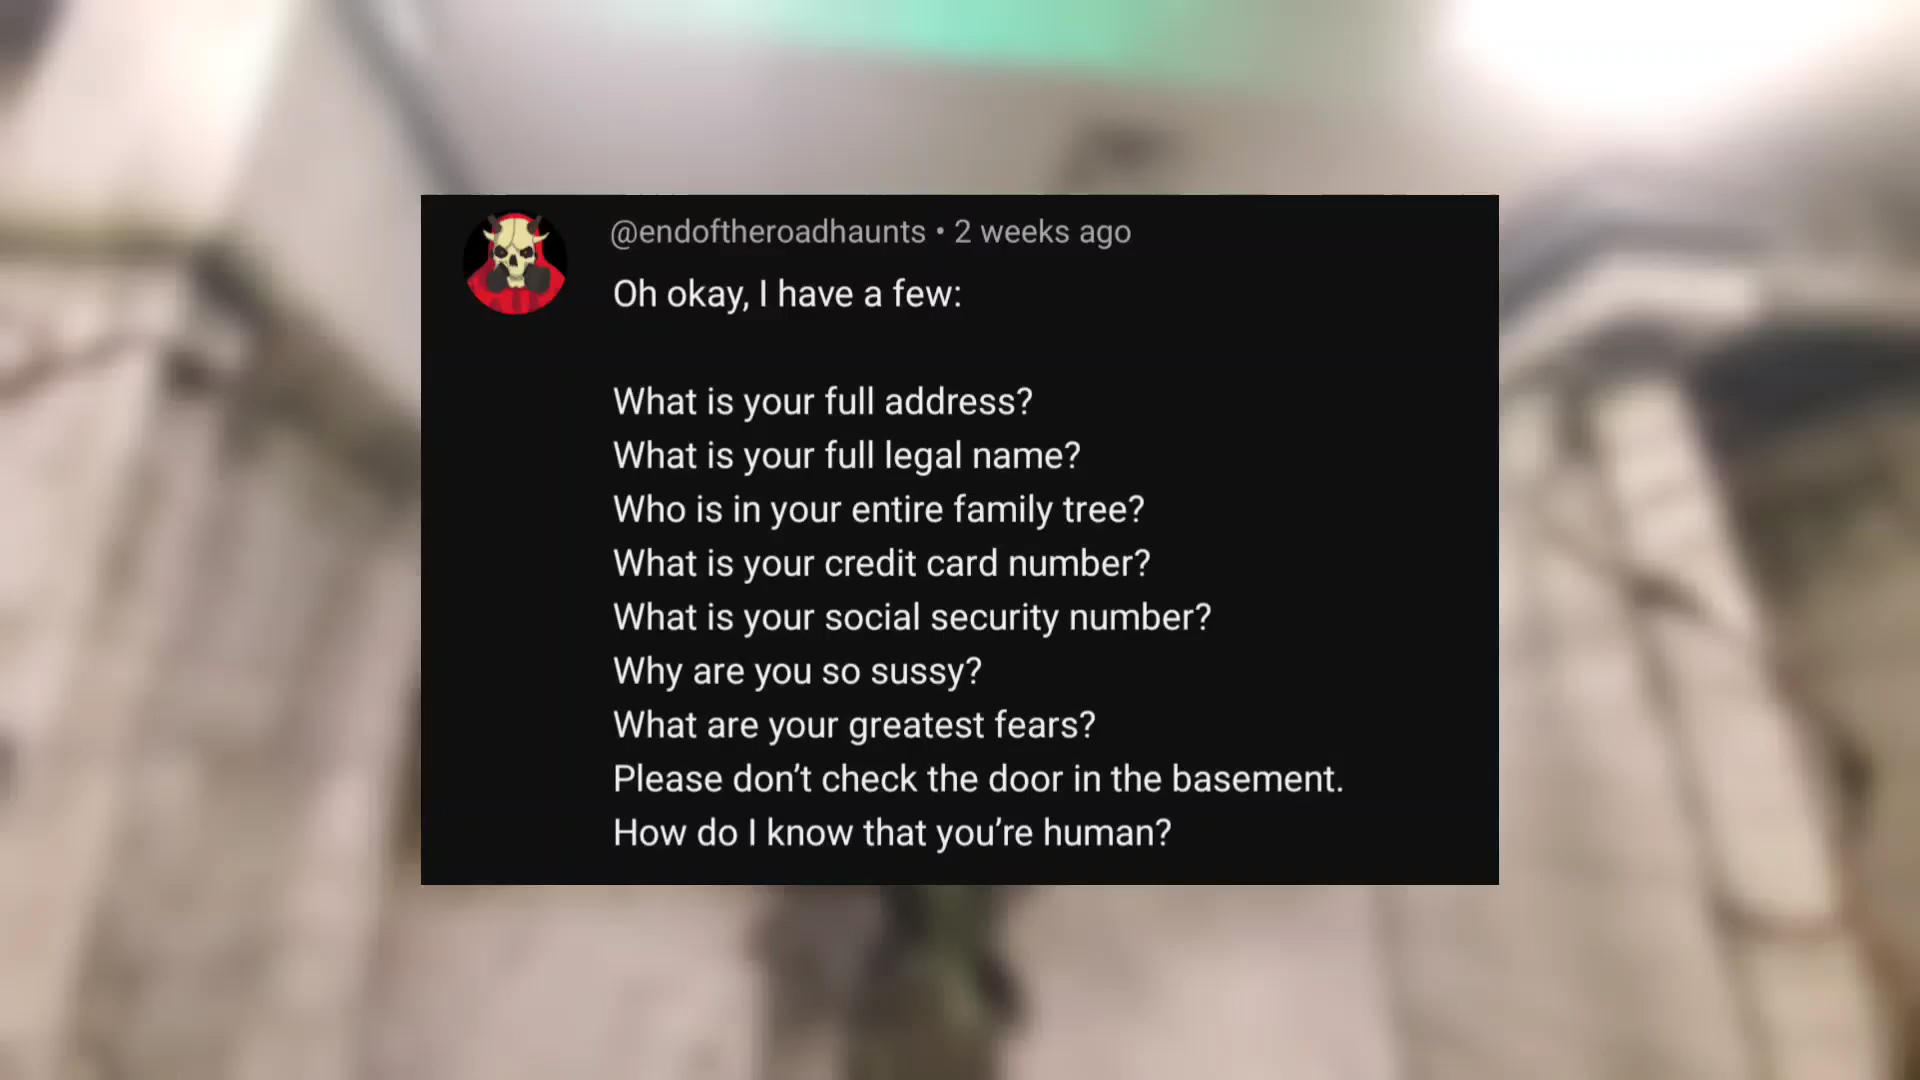 @endoftheroadhaunts • 2 weeks ago
Oh okay, I have a few:
What is your full address?
What is your full legal name?
Who is in your entire family tree?
What is your credit card number?
What is your social security number?
Why are you so sussy?
What are your greatest fears?
Please don’t check the door in the basement.
How do I know that you’re human?